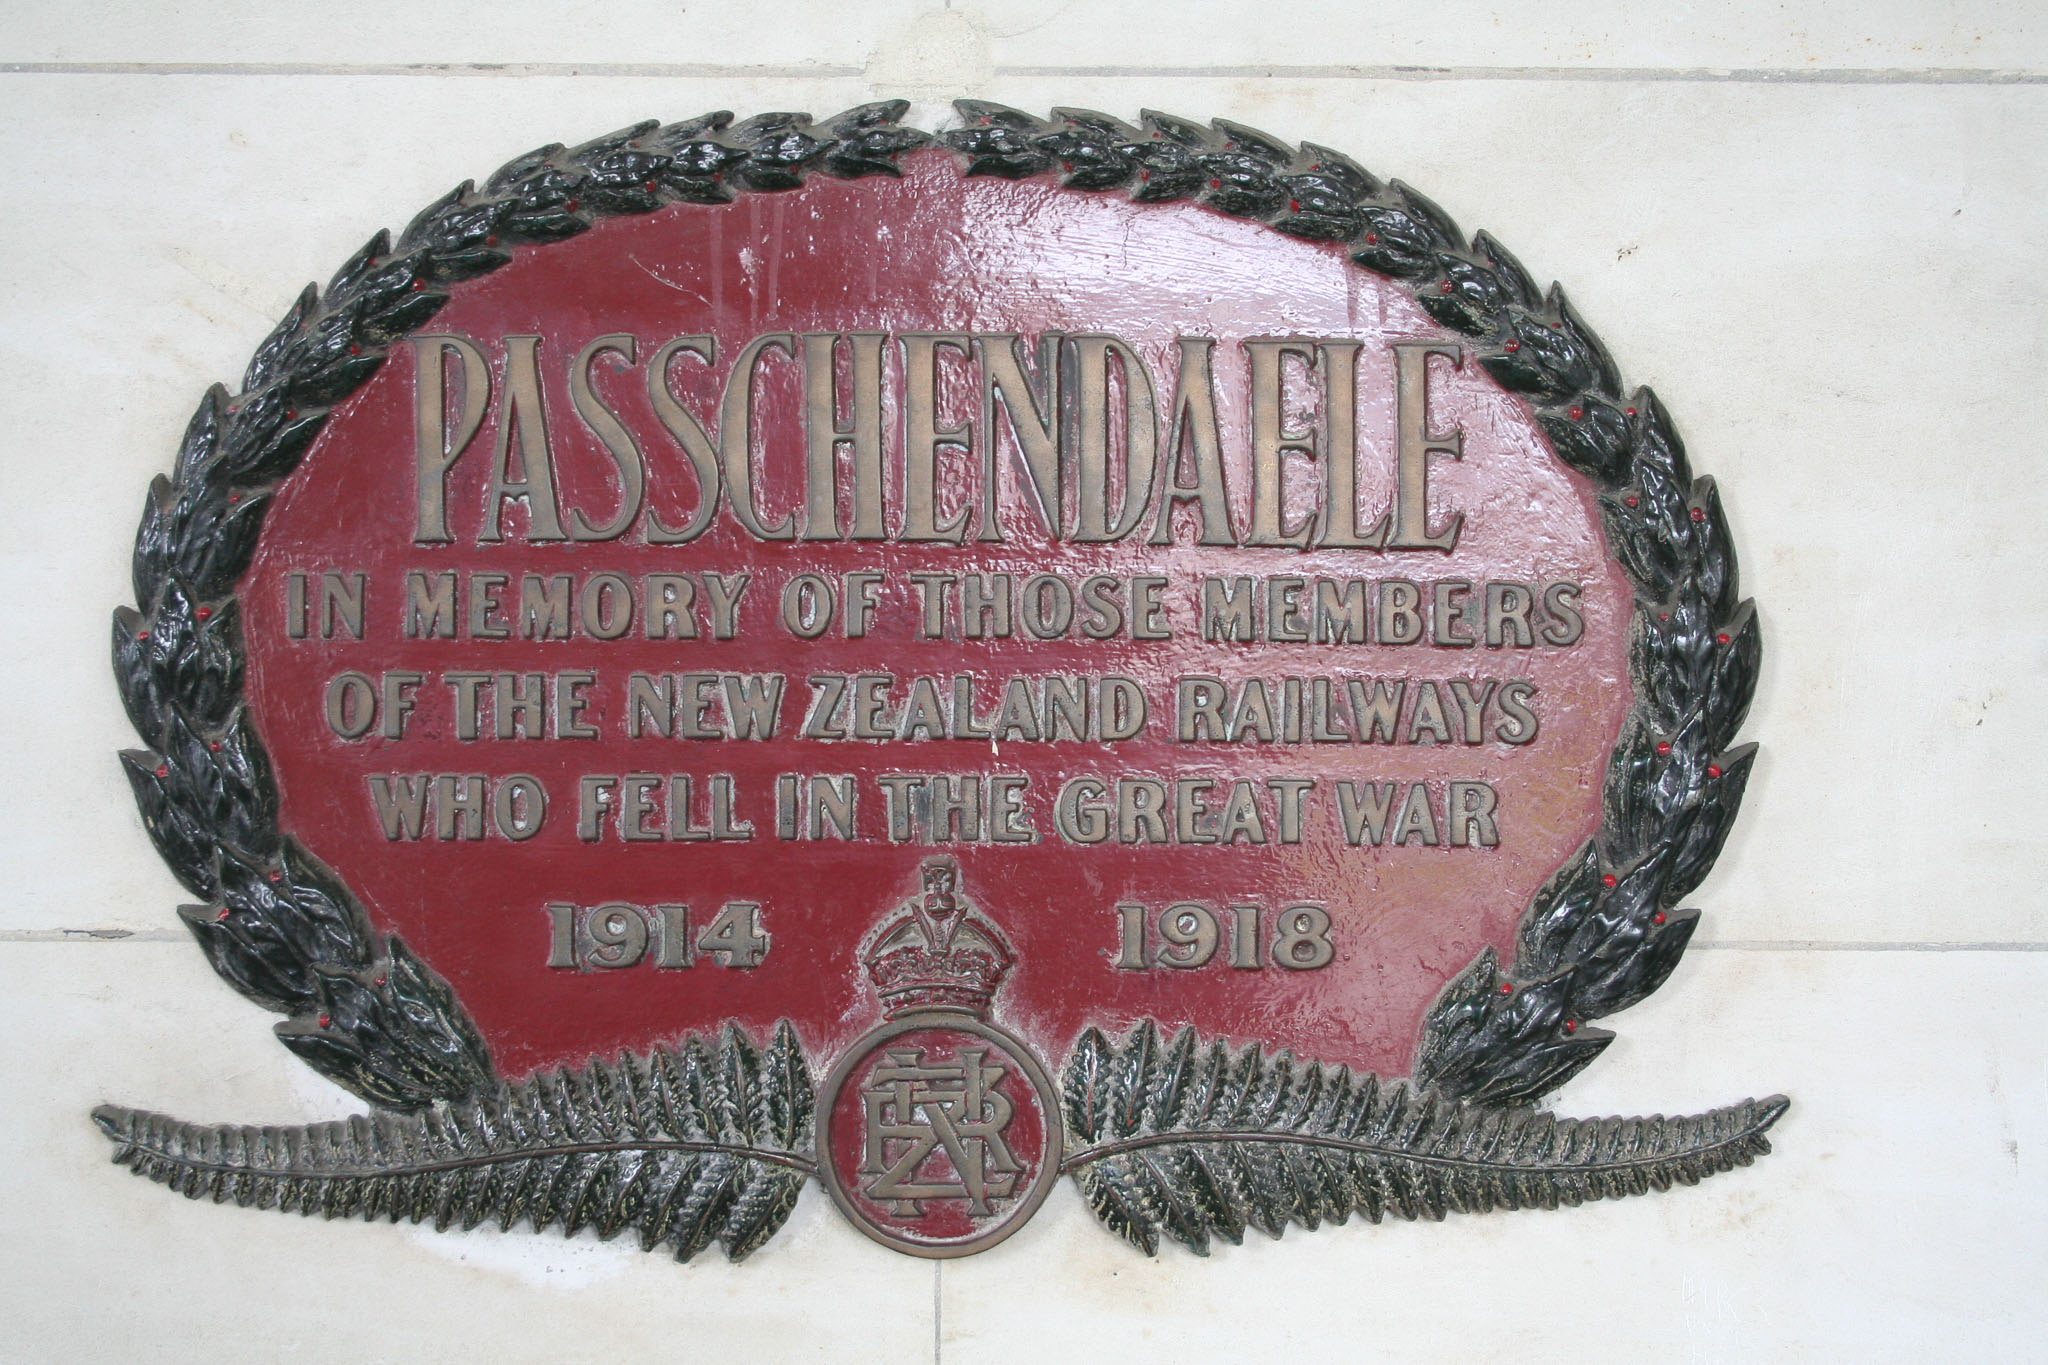 PASSCHENDAELE
IN MEMORY OF THOSE MEMBERS
OF THE NEW ZEALAND RAILWAYS
WHO FELL IN THE GREAT WAR
1914 1918
NZR